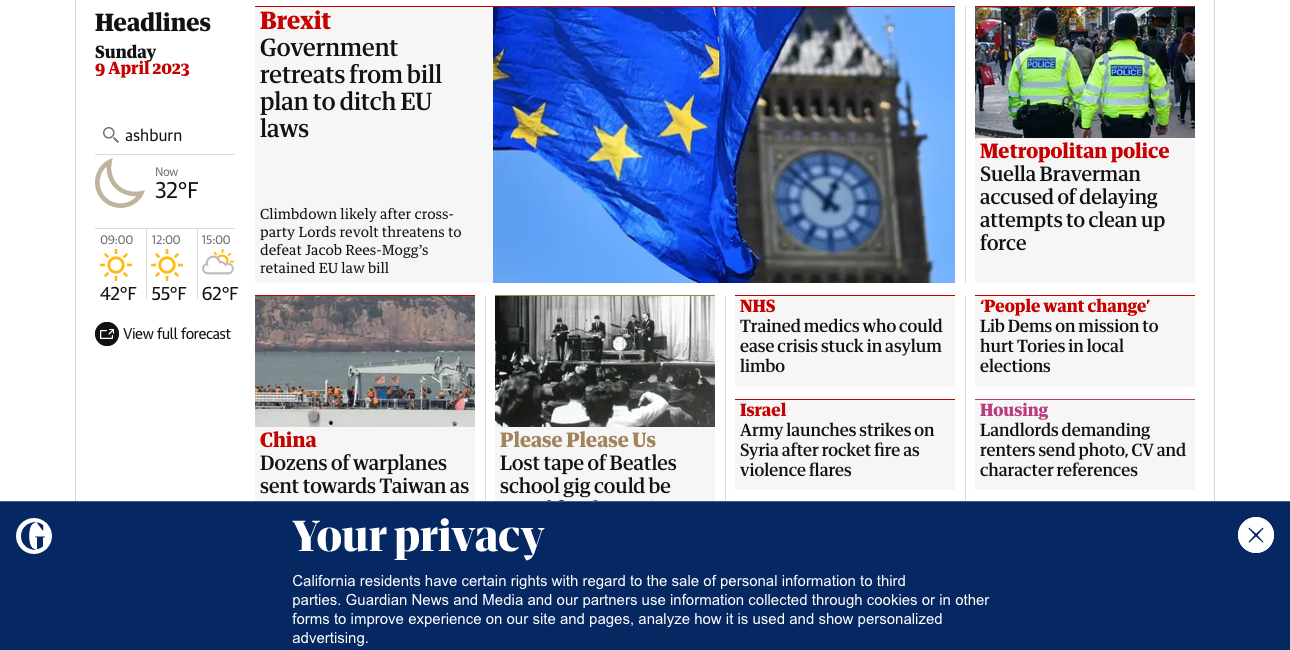 Headlines
Sunday
9 April 2023
ashburn
Now
32°F
09:00
42°F
12:00
55°F
15:00
62°F
View full forecast
Brexit
Government
retreats from bill
plan to ditch EU
laws
Climbdown likely after cross-
party Lords revolt threatens to
defeat Jacob Rees-Mogg's
retained EU law bill
METROPOLITAN
POLICE
METROPOLITAN
POLICE
Metropolitan police
Suella Braverman
accused of delaying
attempts to clean up
force
China
Dozens of warplanes
sent towards Taiwan as
Please Please Us
Lost tape of Beatles
school gig could be
NHS
Trained medics who could
ease crisis stuck in asylum
limbo
Israel
Army launches strikes on
Syria after rocket fire as
violence flares
‘People want change’
Lib Dems on mission to
hurt Tories in local
elections
Housing
Landlords demanding
renters send photo, CV and
character references
G
Your privacy
California residents have certain rights with regard to the sale of personal information to third
parties. Guardian News and Media and our partners use information collected through cookies or in other
forms to improve experience on our site and pages, analyze how it is used and show personalized
advertising.